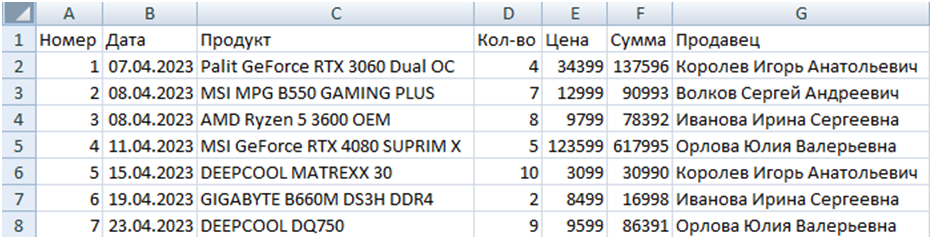 A B C D E F G
1 Номер Дата Продукт Кол-во Цена Сумма Продавец
2 1 07.04.2023 Palit GeForce RTX 3060 Dual OC 4 34399 137596 Королев Игорь Анатольевич
3 2 08.04.2023 MSI MPG B550 GAMING PLUS 7 12999 90993 Волков Сергей Андреевич
4 3 08.04.2023 AMD Ryzen 5 3600 OEM 8 9799 78392 Иванова Ирина Сергеевна
5 4 11.04.2023 MSI GeForce RTX 4080 SUPRIM X 5 123599 617995 Орлова Юлия Валерьевна
6 5 15.04.2023 DEEPCOOL MATREXX 30 10 3099 30990 Королев Игорь Анатольевич
7 6 19.04.2023 GIGABYTE B660M DS3H DDR4 2 8499 16998 Иванова Ирина Сергеевна
8 7 23.04.2023 DEEPCOOL DQ750 9 9599 86391 Орлова Юлия Валерьевна